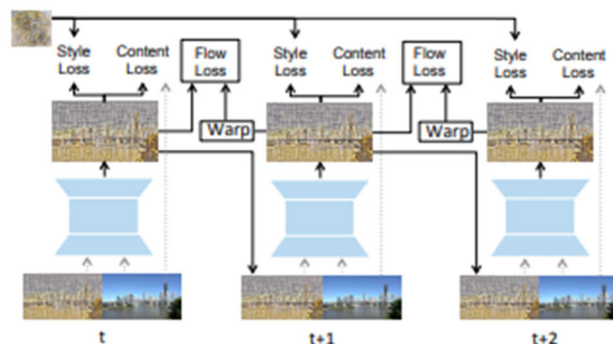 Style Loss
Content Loss
Flow Loss
Style Loss
Content Loss
Flow Loss
Style Loss
Content Loss
Warp
Warp
t
t+1
t+2